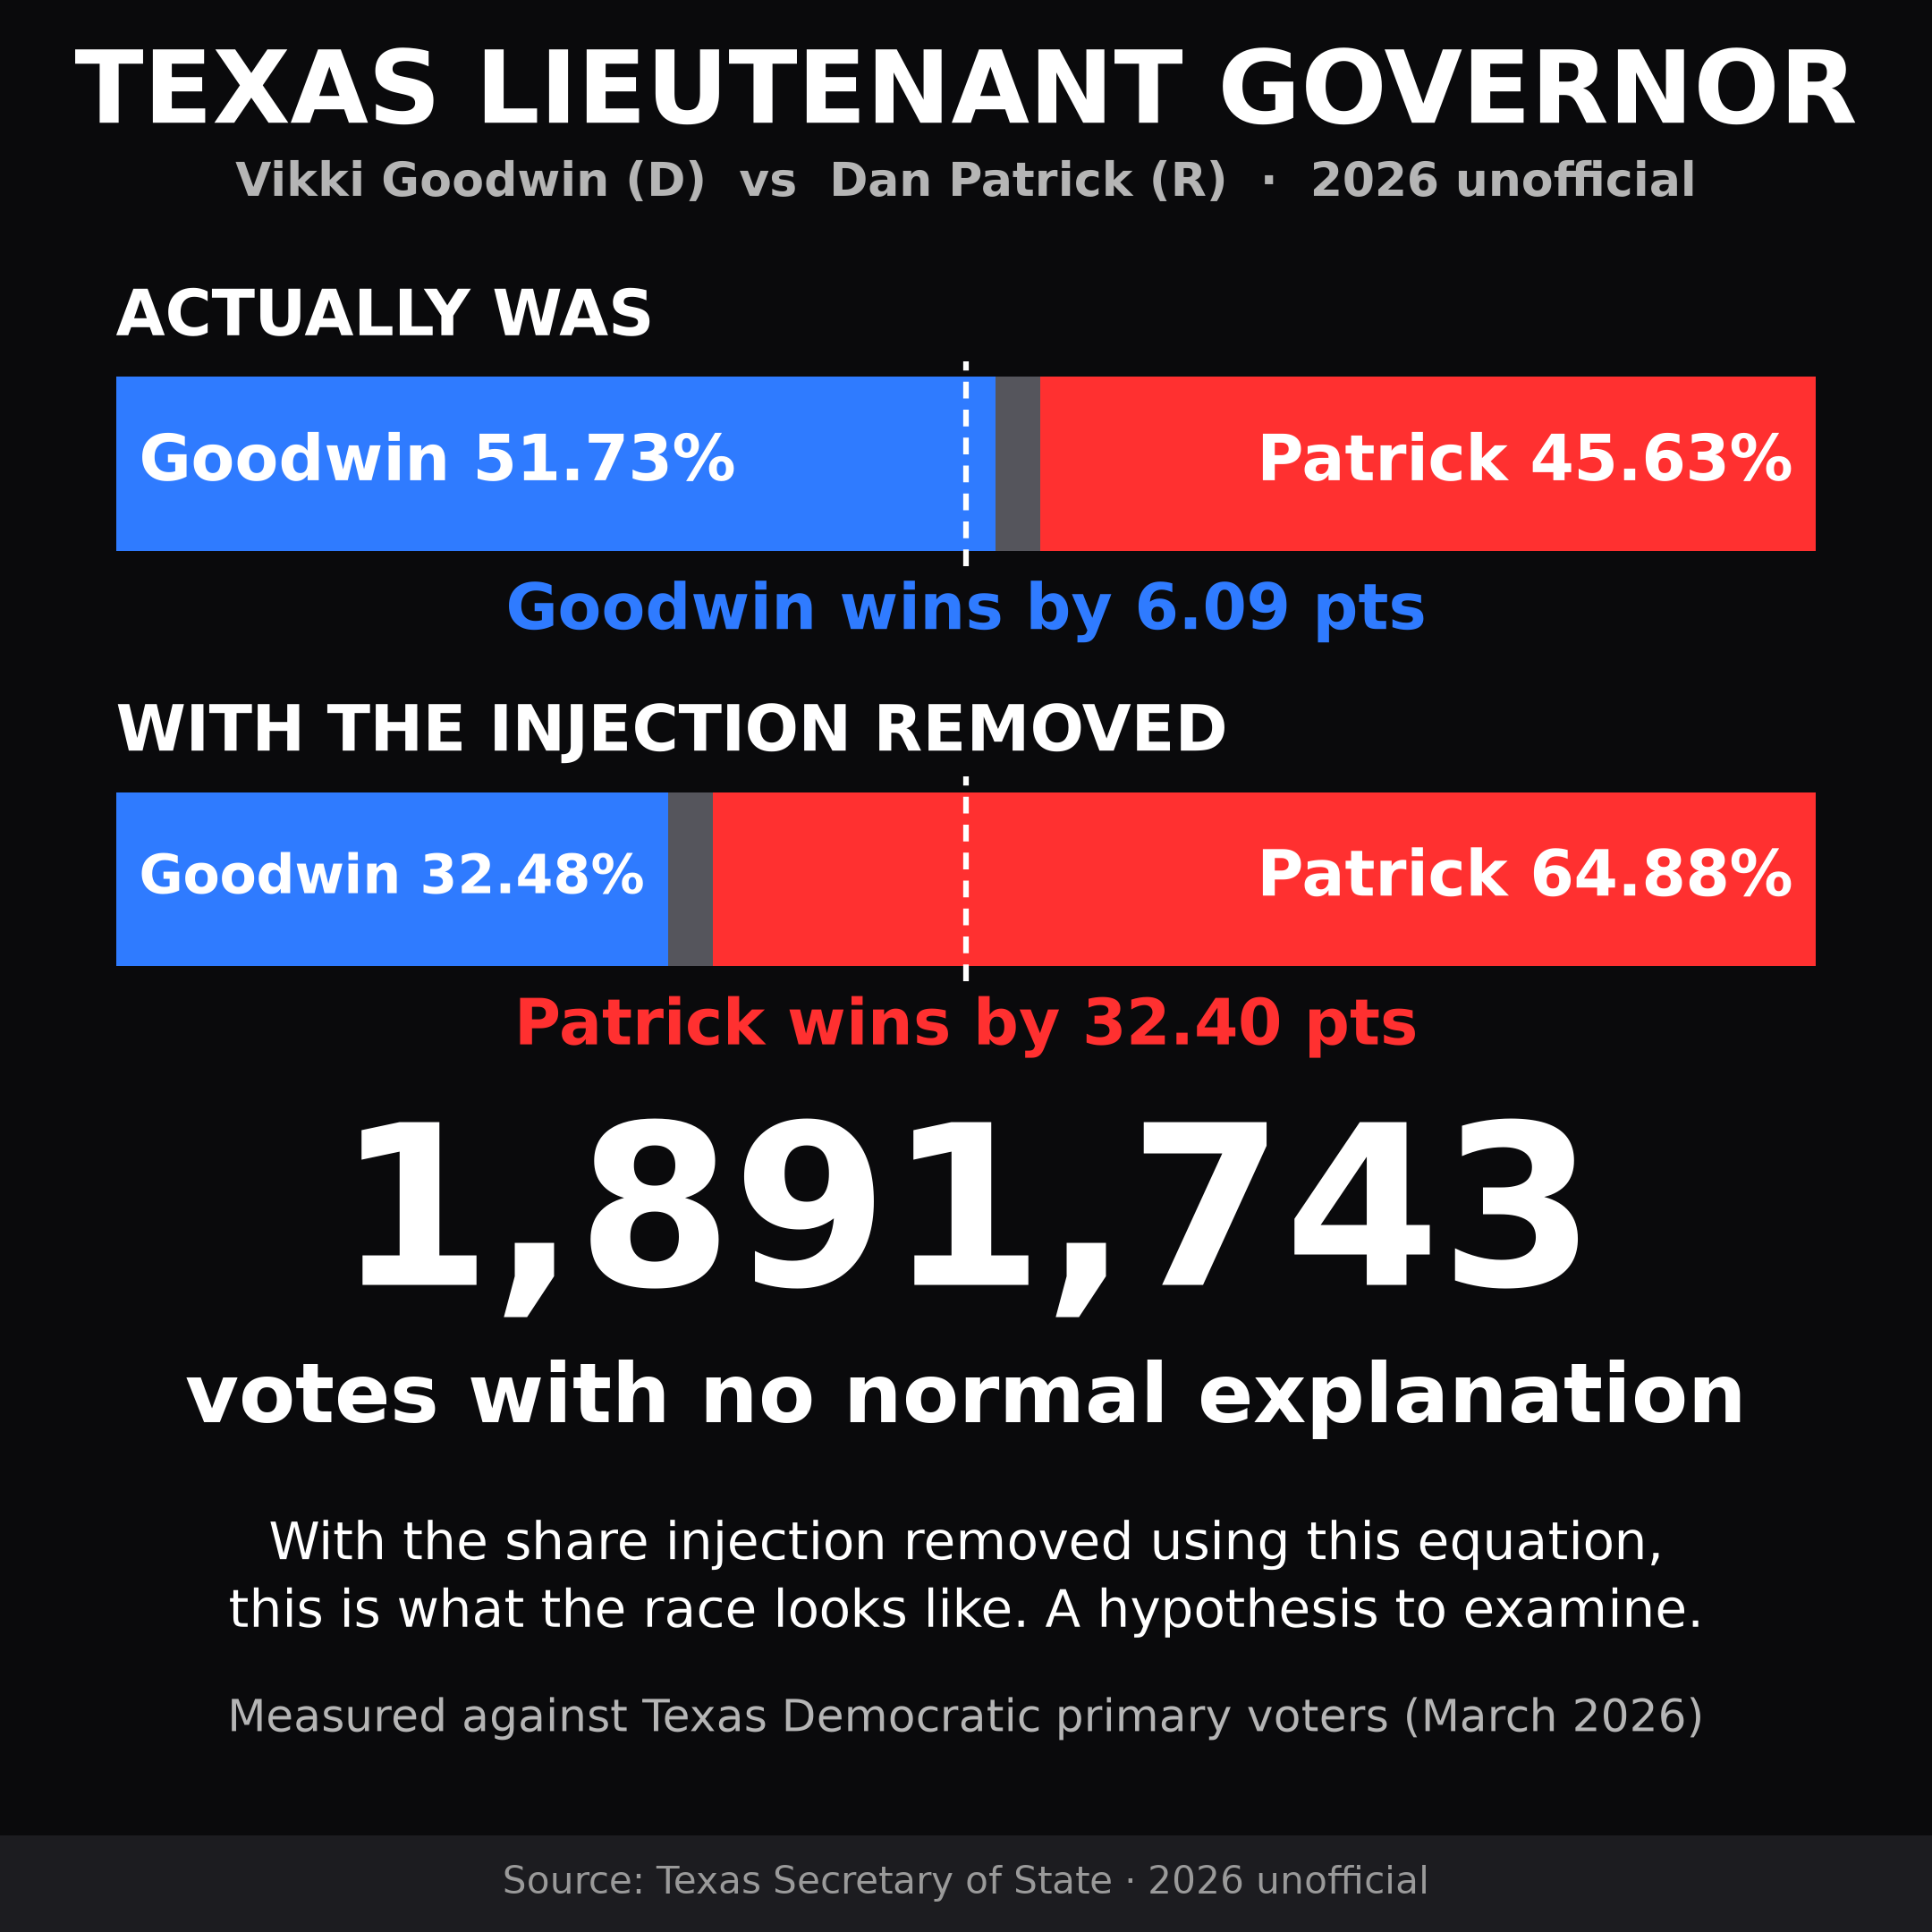 TEXAS LIEUTENANT GOVERNOR
Vikki Goodwin (D) vs Dan Patrick (R) · 2026 unofficial
ACTUALLY WAS
Goodwin 51.73%
Patrick 45.63%
Goodwin wins by 6.09 pts
WITH THE INJECTION REMOVED
Goodwin 32.48%
Patrick 64.88%
Patrick wins by 32.40 pts
1,891,743
votes with no normal explanation
With the share injection removed using this equation,
this is what the race looks like. A hypothesis to examine.
Measured against Texas Democratic primary voters (March 2026)
Source: Texas Secretary of State · 2026 unofficial